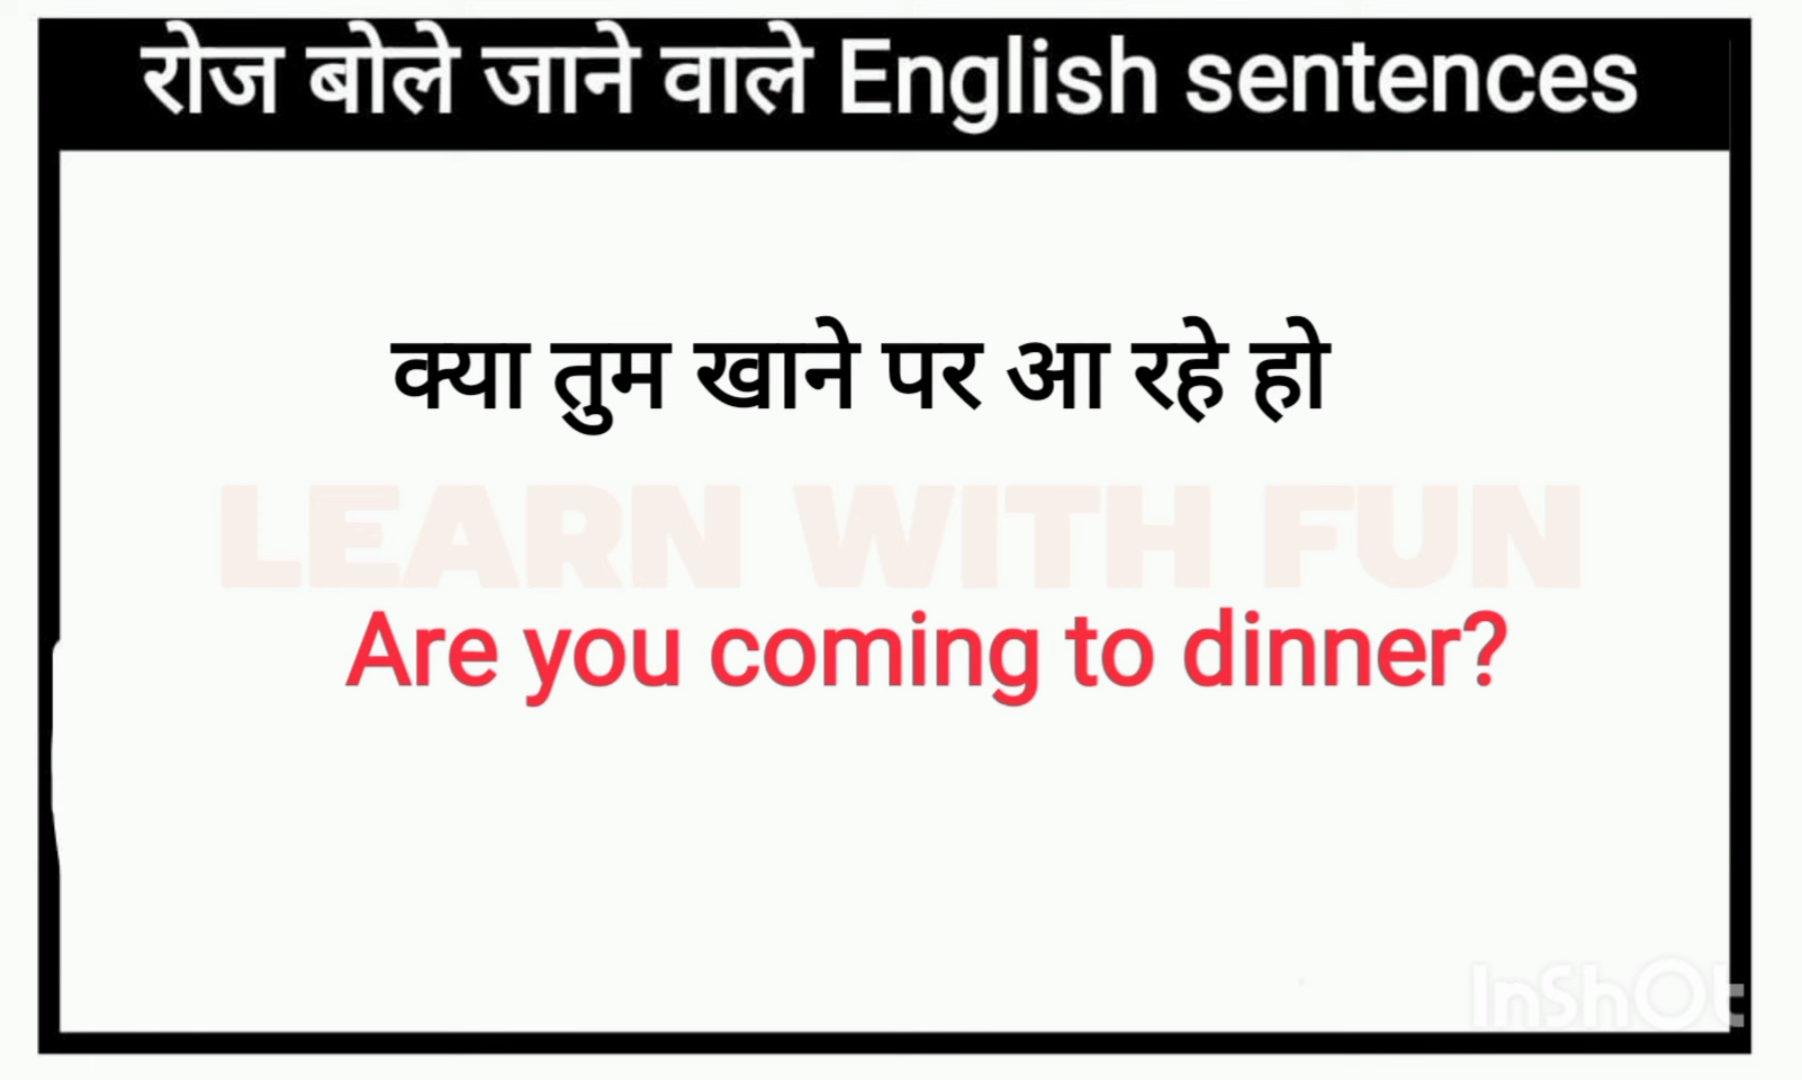 रोज बोले जाने वाले English sentences
क्या तुम खाने पर आ रहे हो
LEARN WITH FUN
Are you coming to dinner?
InShOt